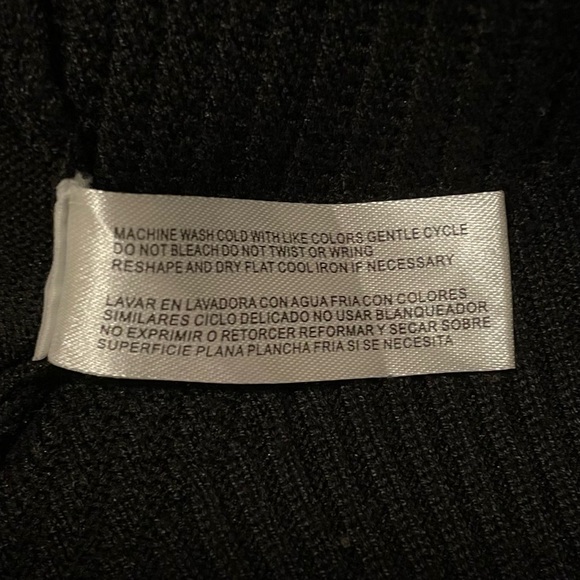 MACHINE WASH COLD WITH LIKE COLORS GENTLE CYCLE
DO NOT BLEACH DO NOT TWIST OR WRING
RESHAPE AND DRY FLAT COOL IRON IF NECESSARY
LAVAR EN LAVADORA CON AGUA FRIA CON COLORES
SIMILARES CICLO DELICADO NO USAR BLANQUEADOR
NO EXPRIMIR O RETORCER REFORMAR Y SECAR SOBRE
SUPERFICIE PLANA PLANCHA FRIA SI SE NECESITA